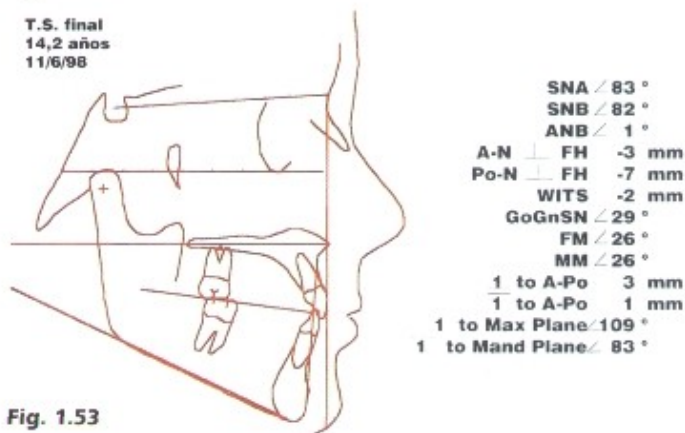 T.S. final
14,2 años
11/6/98
SNA ∠ 83 °
SNB ∠ 82 °
ANB ∠ 1 °
A-N ⊥ FH -3 mm
Po-N ⊥ FH -7 mm
WITS -2 mm
GoGnSN ∠ 29 °
FM ∠ 26 °
MM ∠ 26 °
1 to A-Po 3 mm
1 to A-Po 1 mm
1 to Max Plane ∠ 109 °
1 to Mand Plane ∠ 83 °
Fig. 1.53